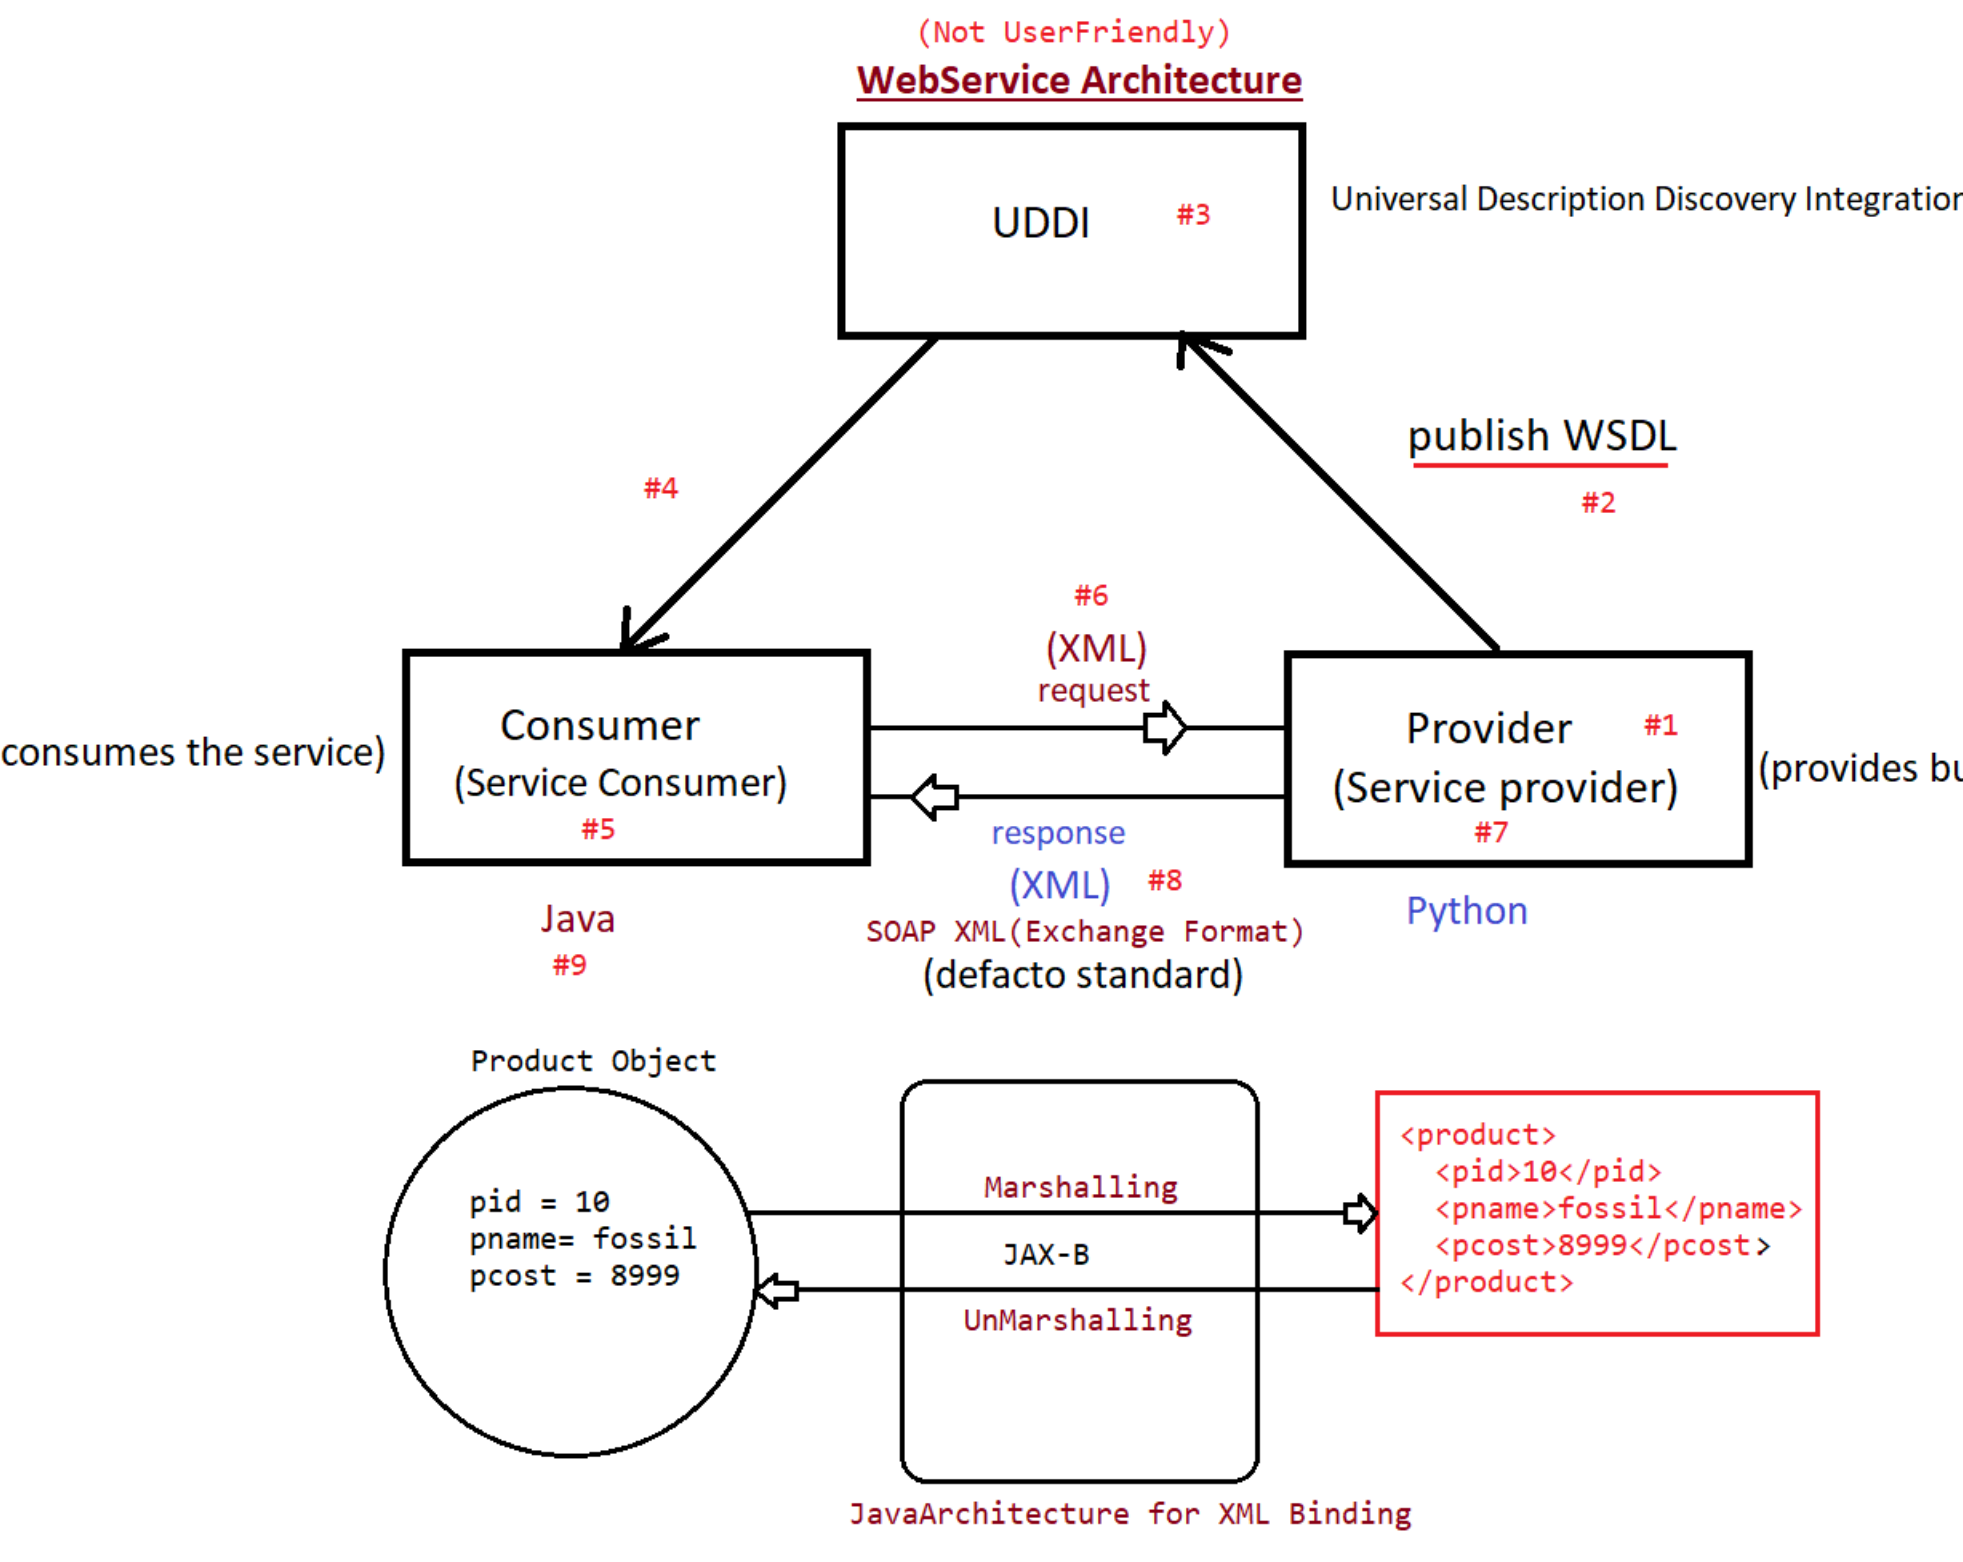 (Not UserFriendly)
WebService Architecture
UDDI #3
Universal Description Discovery Integration
publish WSDL
#2
#4
#6
(XML)
request
consumes the service)
Consumer
(Service Consumer)
#5
Provider #1
(Service provider)
#7
(provides bu
response
(XML) #8
SOAP XML(Exchange Format)
(defacto standard)
Java
#9
Python
Product Object
pid = 10
pname= fossil
pcost = 8999
Marshalling
JAX-B
UnMarshalling
<product>
<pid>10</pid>
<pname>fossil</pname>
<pcost>8999</pcost>
</product>
JavaArchitecture for XML Binding